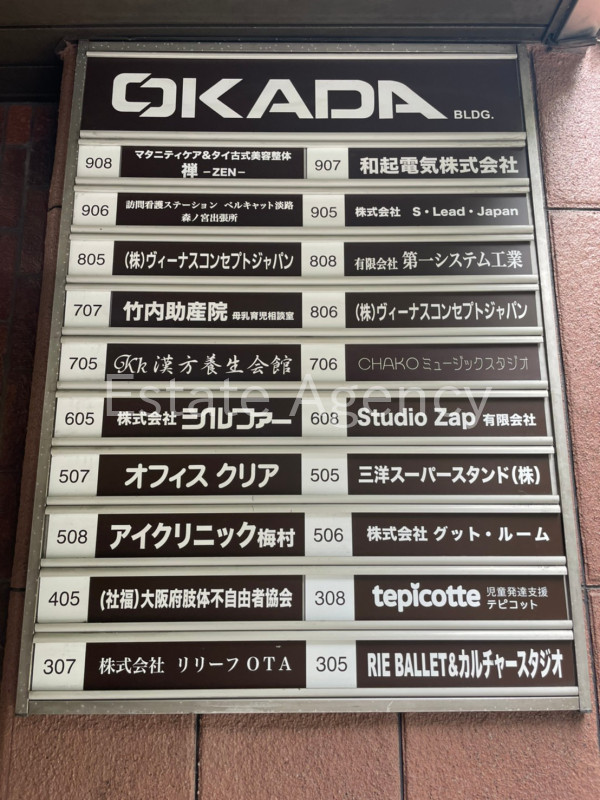 OKADA BLDG.
908 マタニティケア&タイ古式美容整体
禅 -ZEN-
907 和起電気株式会社
906 訪問看護ステーション ベルキャット淡路
森ノ宮出張所
905 株式会社 S・Lead・Japan
805 (株)ヴィーナスコンセプトジャパン
808 有限会社 第一システム工業
707 竹内助産院 母乳育児相談室
806 (株)ヴィーナスコンセプトジャパン
705 Kk 漢方養生会館
706 CHAKOミュージックスタジオ
Estate Agency
605 株式会社 シルファー
608 Studio Zap 有限会社
507 オフィス クリア
505 三洋スーパースタンド(株)
508 アイクリニック梅村
506 株式会社 グット・ルーム
405 (社福)大阪府肢体不自由者協会
308 tepicotte 児童発達支援
テピコット
307 株式会社 リリーフOTA
305 RIE BALLET&カルチャースタジオ